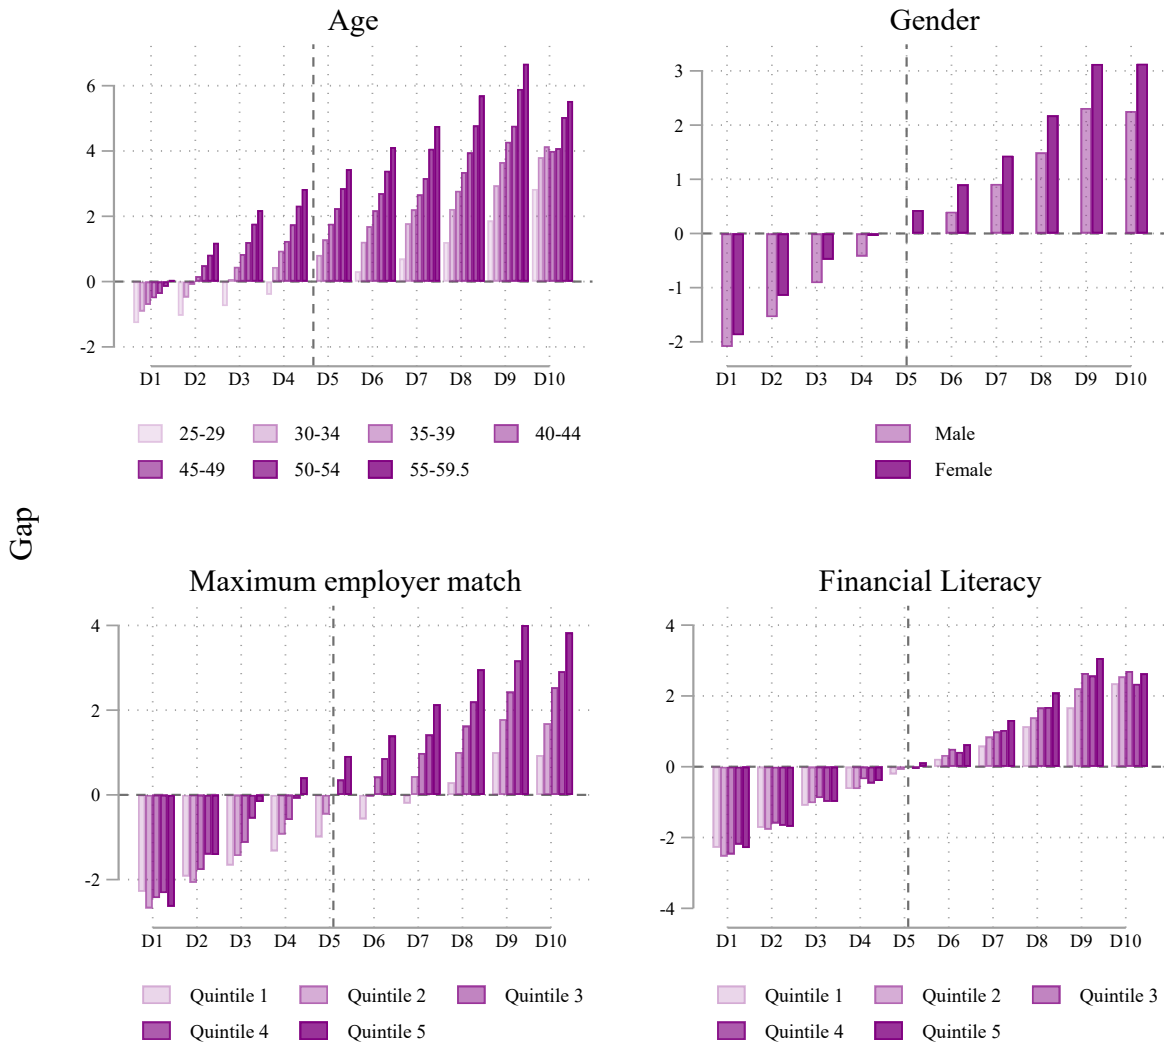 Age
6
4
2
0
-2
D1 D2 D3 D4 D5 D6 D7 D8 D9 D10
25-29 30-34 35-39 40-44
45-49 50-54 55-59.5
Gender
3
2
1
0
-1
-2
D1 D2 D3 D4 D5 D6 D7 D8 D9 D10
Male
Female
Gap
Maximum employer match
4
2
0
-2
D1 D2 D3 D4 D5 D6 D7 D8 D9 D10
Quintile 1 Quintile 2 Quintile 3
Quintile 4 Quintile 5
Financial Literacy
4
2
0
-2
-4
D1 D2 D3 D4 D5 D6 D7 D8 D9 D10
Quintile 1 Quintile 2 Quintile 3
Quintile 4 Quintile 5